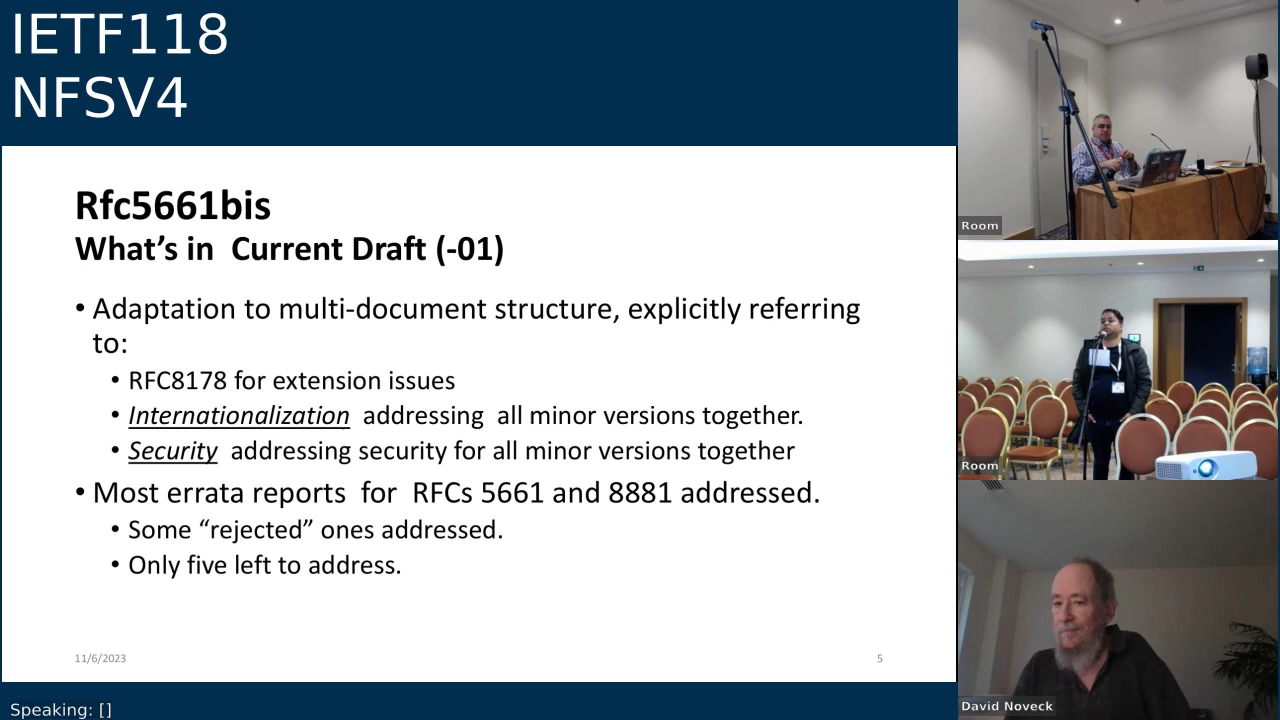 IETF118
NFSV4
Rfc5661bis
What's in  Current Draft (-01)
• Adaptation to multi-document structure, explicitly referring
to:
• RFC8178 for extension issues
• Internationalization  addressing  all minor versions together.
• Security  addressing security for all minor versions together
• Most errata reports  for  RFCs 5661 and 8881 addressed.
• Some “rejected” ones addressed.
• Only five left to address.
11/6/2023
5
Speaking: []
Room
Room
David Noveck